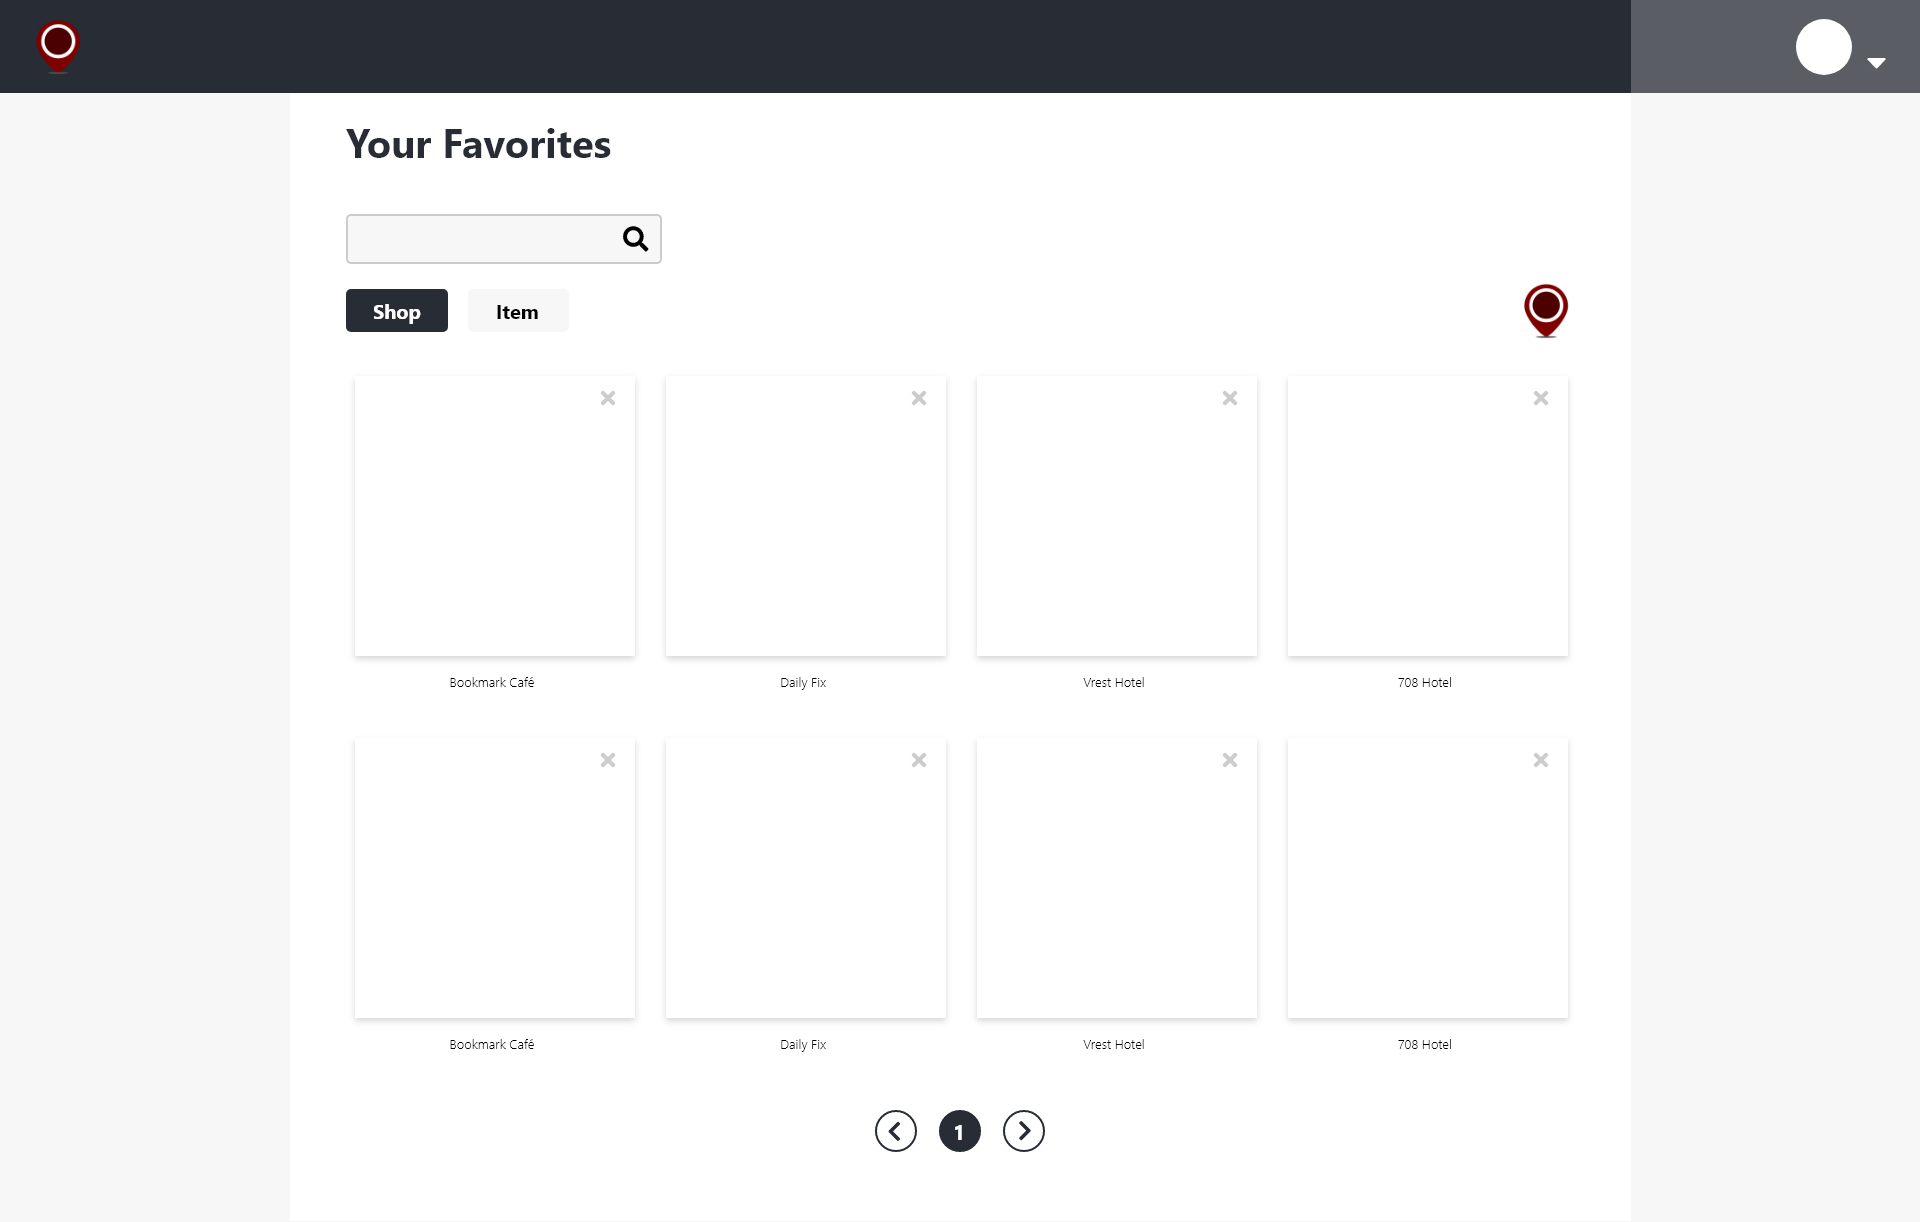 Your Favorites
Shop
Item
Bookmark Café
Daily Fix
Vrest Hotel
708 Hotel
Bookmark Café
Daily Fix
Vrest Hotel
708 Hotel
1